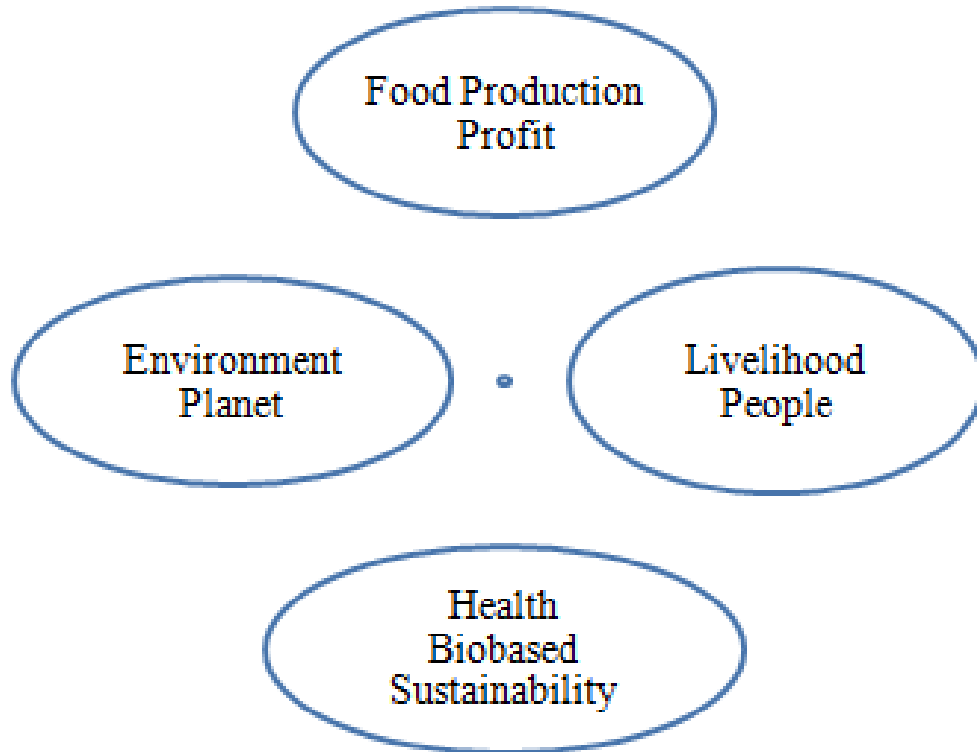 Food Production
Profit
Environment
Planet
Livelihood
People
Health
Biobased
Sustainability